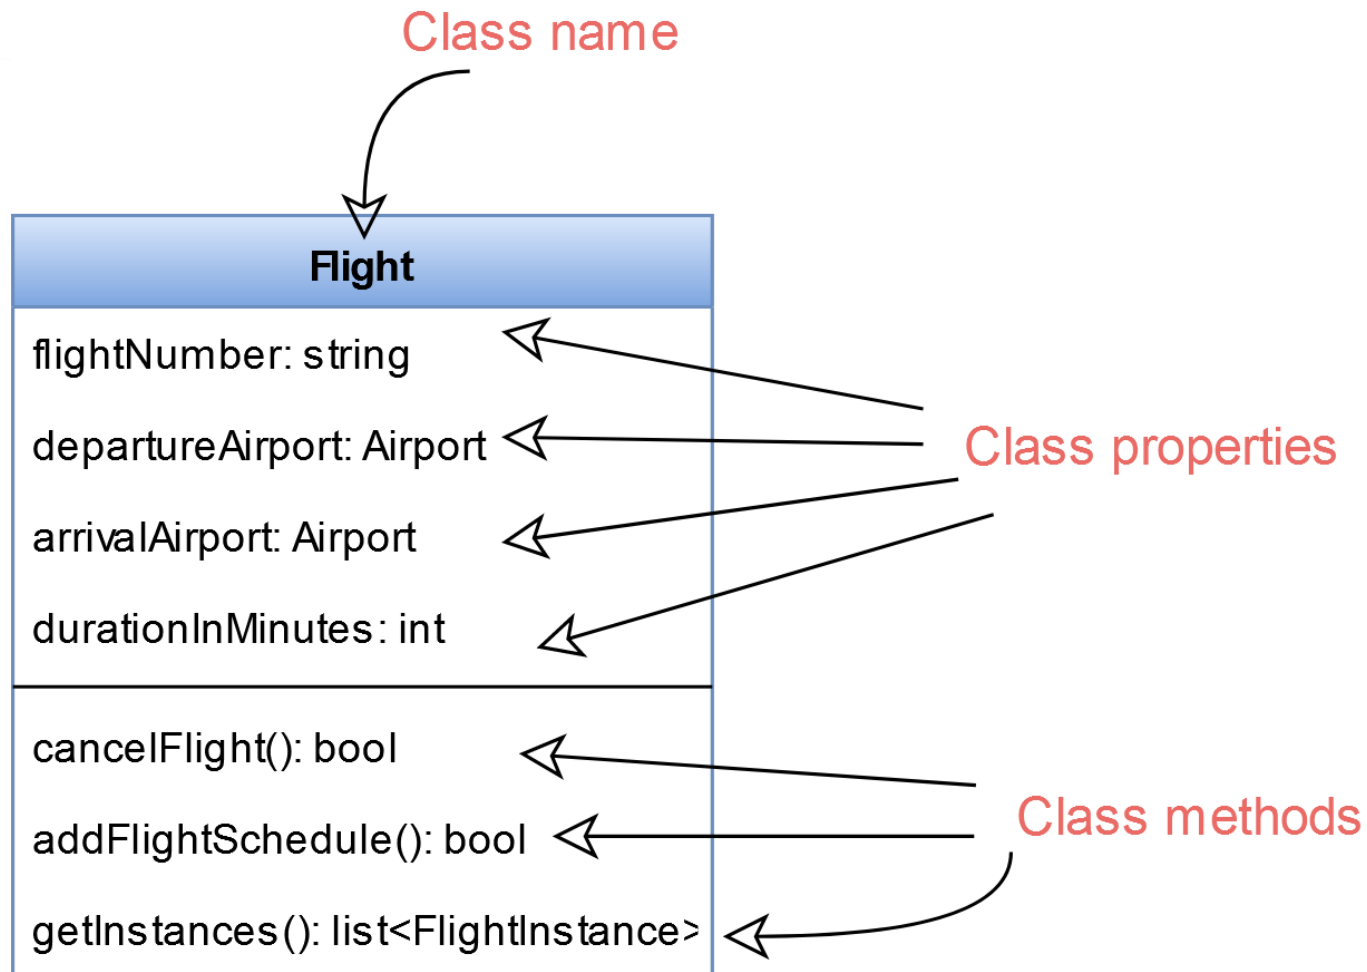 Class name
Flight
flightNumber: string
departureAirport: Airport
Class properties
arrivalAirport: Airport
durationInMinutes: int
cancelFlight(): bool
Class methods
addFlightSchedule(): bool
getInstances(): list<FlightInstance>